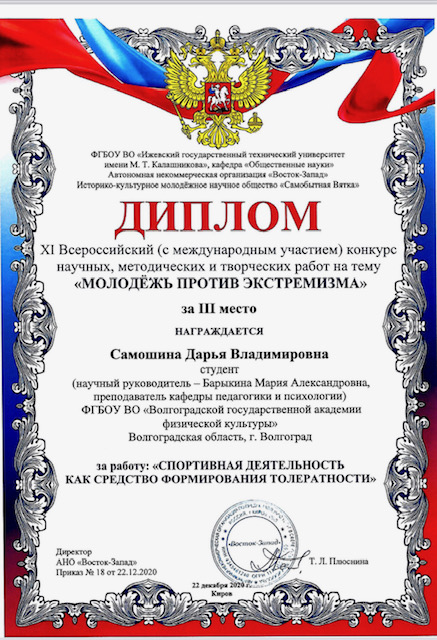 ФГБОУ ВО «Ижевский государственный технический университет
имени М. Т. Калашникова», кафедра «Общественные науки»
Автономная некоммерческая организация «Восток-Запад»
Историко-культурное молодёжное научное общество «Самобытная Вятка»
ДИПЛОМ
XI Всероссийский (с международным участием) конкурс
научных, методических и творческих работ на тему
«МОЛОДЁЖЬ ПРОТИВ ЭКСТРЕМИЗМА»
за III место
НАГРАЖДАЕТСЯ
Самошина Дарья Владимировна
студент
(научный руководитель – Барыкина Мария Александровна,
преподаватель кафедры педагогики и психологии)
ФГБОУ ВО «Волгоградской государственной академии
физической культуры»
Волгоградская область, г. Волгоград
за работу: «СПОРТИВНАЯ ДЕЯТЕЛЬНОСТЬ
КАК СРЕДСТВО ФОРМИРОВАНИЯ ТОЛЕРАТНОСТИ»
«Восток-Запад»
Директор
АНО «Восток-Запад»
Приказ № 18 от 22.12.2020
Т. Л. Плюснина
22 декабря 2020 г.
Киров